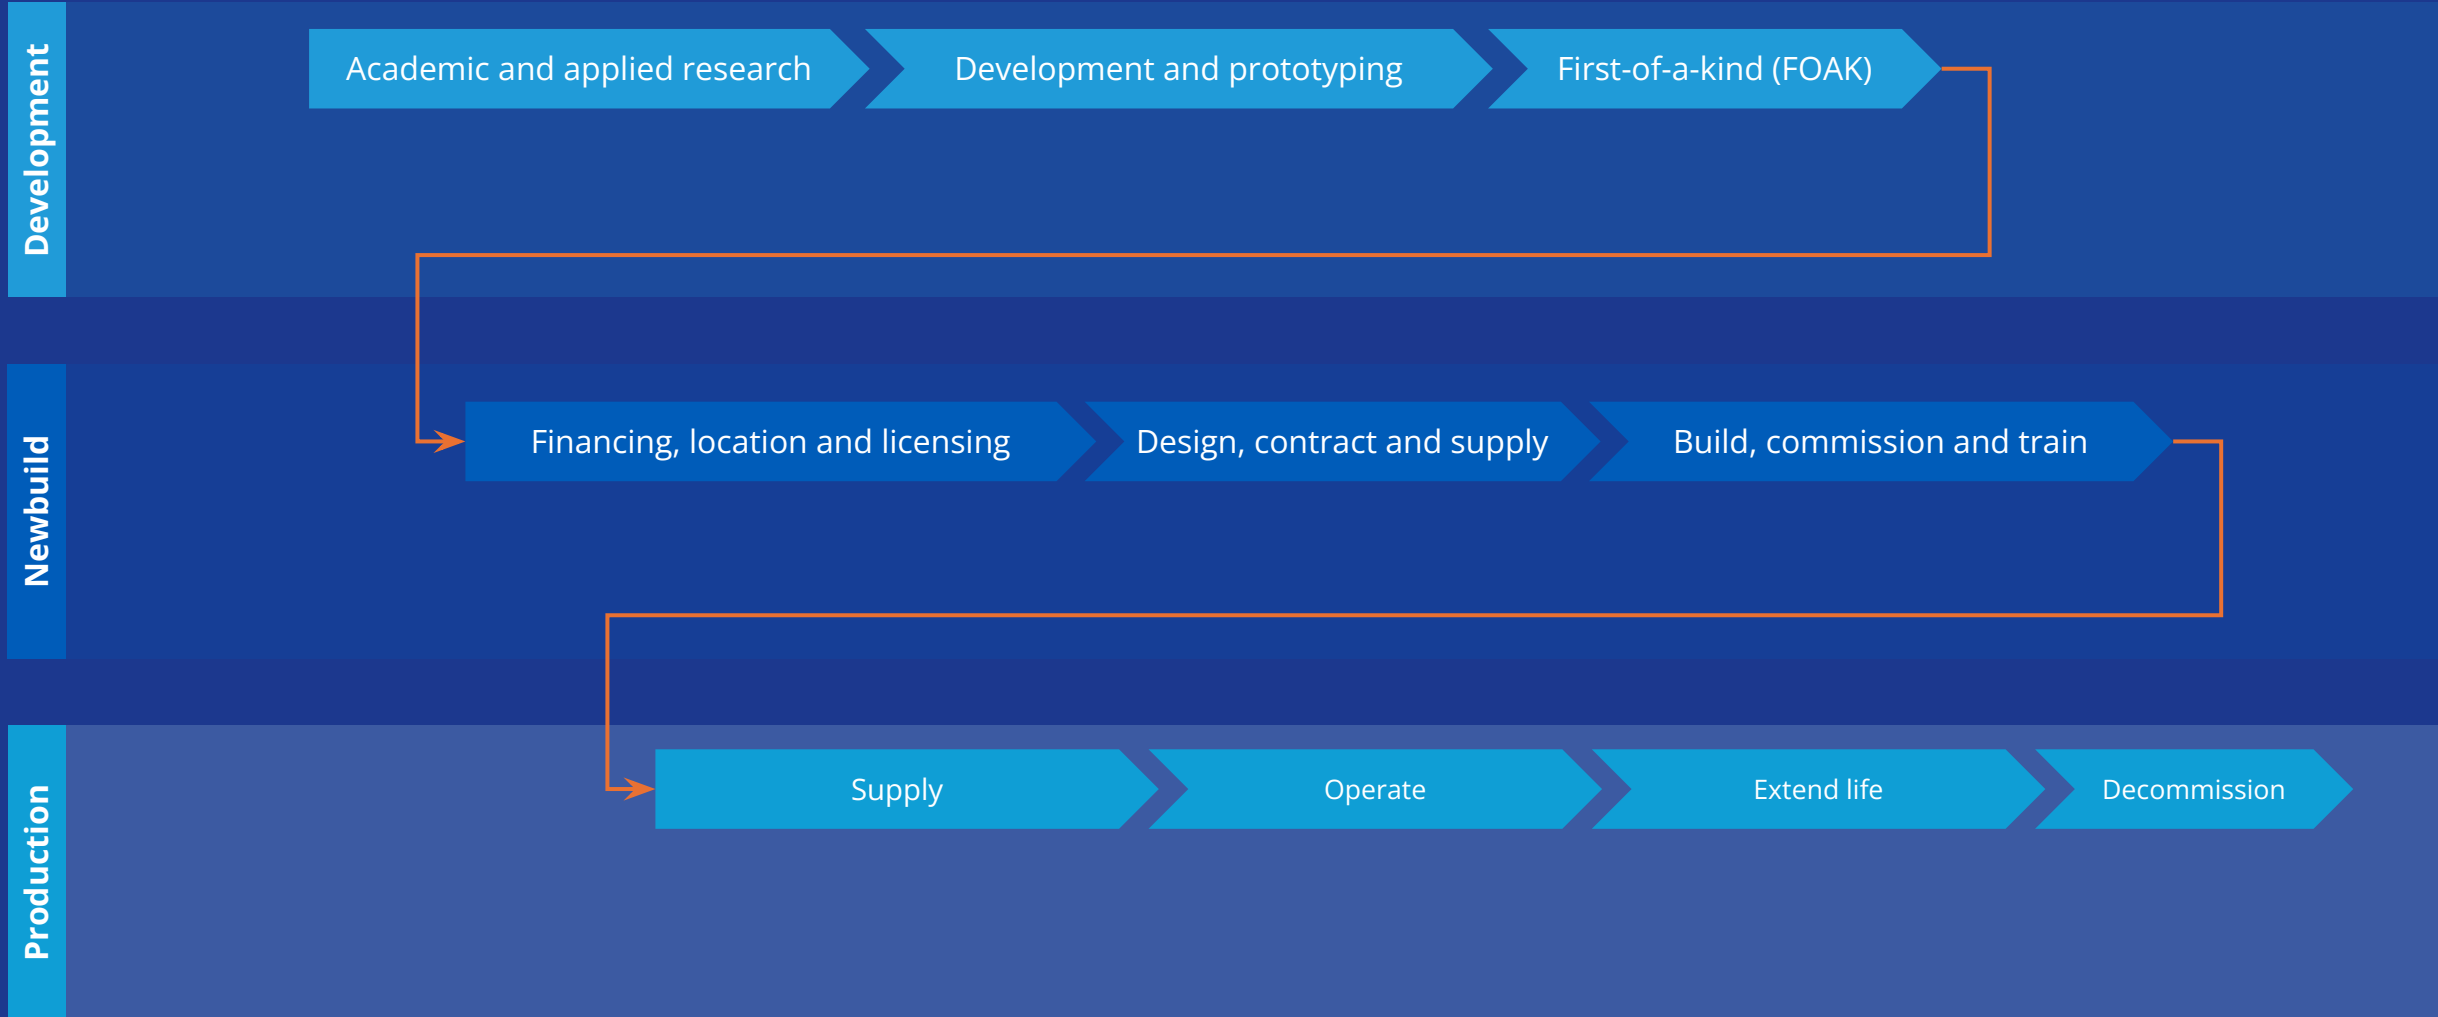 Development
Academic and applied research
Development and prototyping
First-of-a-kind (FOAK)
Newbuild
Financing, location and licensing
Design, contract and supply
Build, commission and train
Production
Supply
Operate
Extend life
Decommission